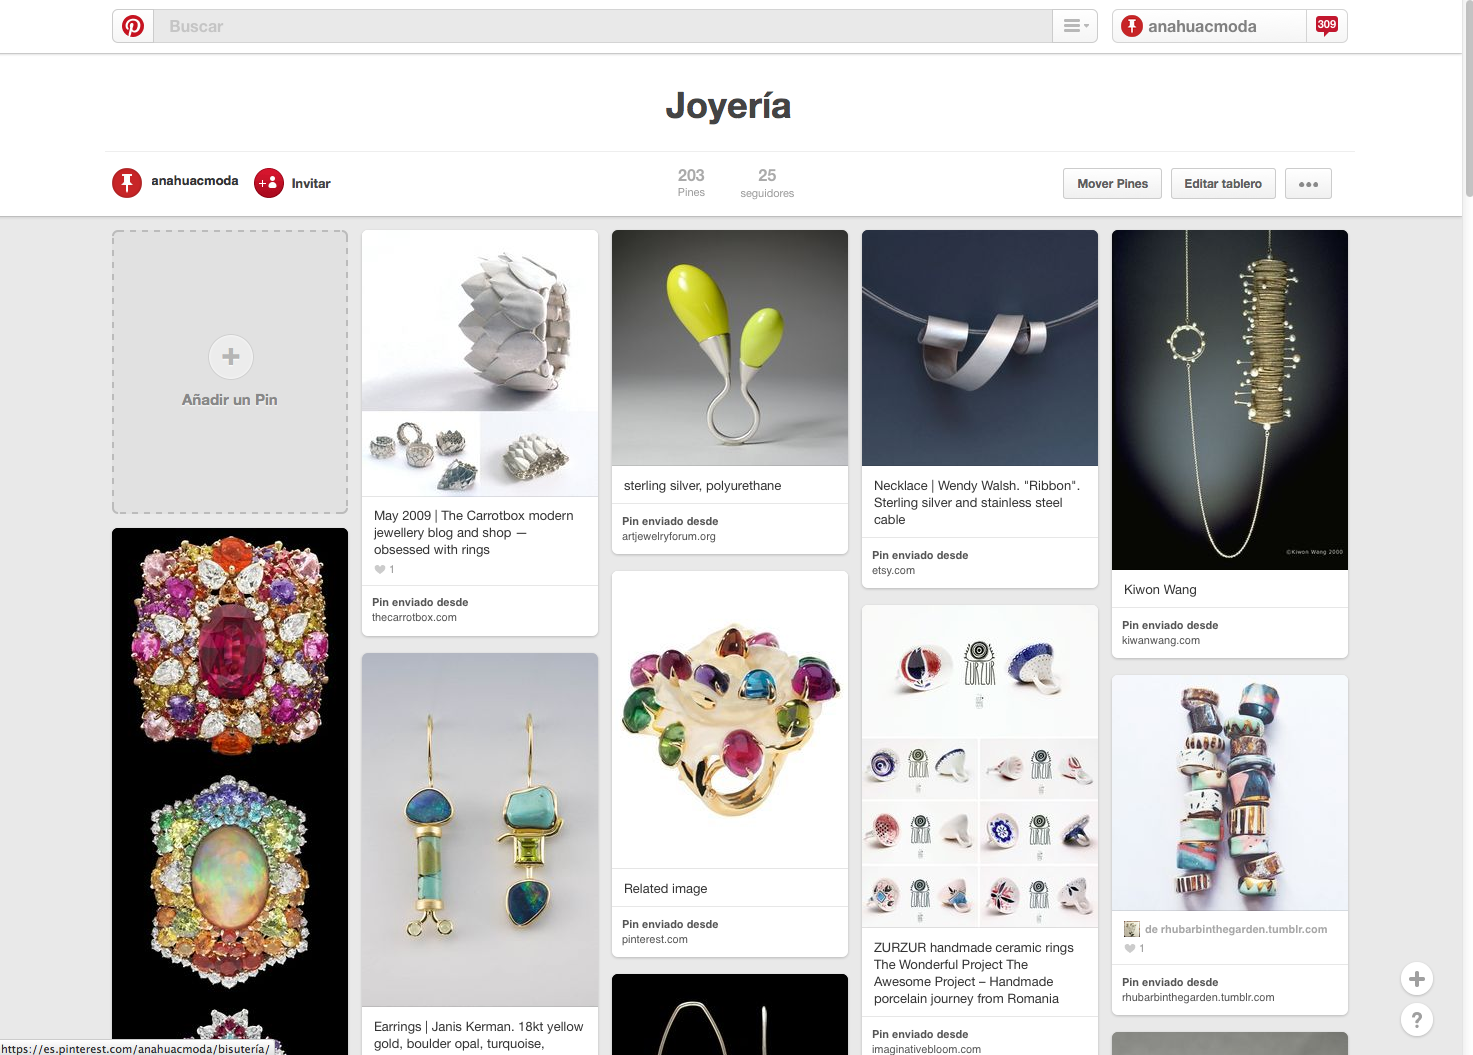 Buscar
anahuacmoda
309
Joyería
anahuacmoda
Invitar
203
Pines
25
seguidores
Mover Pines
Editar tablero
Añadir un Pin
May 2009 | The Carrotbox modern
jewellery blog and shop —
obsessed with rings
1
Pin enviado desde
thecarrotbox.com
Earrings | Janis Kerman. 18kt yellow
gold, boulder opal, turquoise,
sterling silver, polyurethane
Pin enviado desde
artjewelryforum.org
Related image
Pin enviado desde
pinterest.com
Necklace | Wendy Walsh. "Ribbon".
Sterling silver and stainless steel
cable
Pin enviado desde
etsy.com
ZURZUR
ZURZUR handmade ceramic rings
The Wonderful Project The
Awesome Project – Handmade
porcelain journey from Romania
Pin enviado desde
imaginativebloom.com
©Kiwon Wang 2000
Kiwon Wang
Pin enviado desde
kiwanwang.com
de rhubarbinthegarden.tumblr.com
1
Pin enviado desde
rhubarbinthegarden.tumblr.com
?
https://es.pinterest.com/anahuacmoda/bisutería/